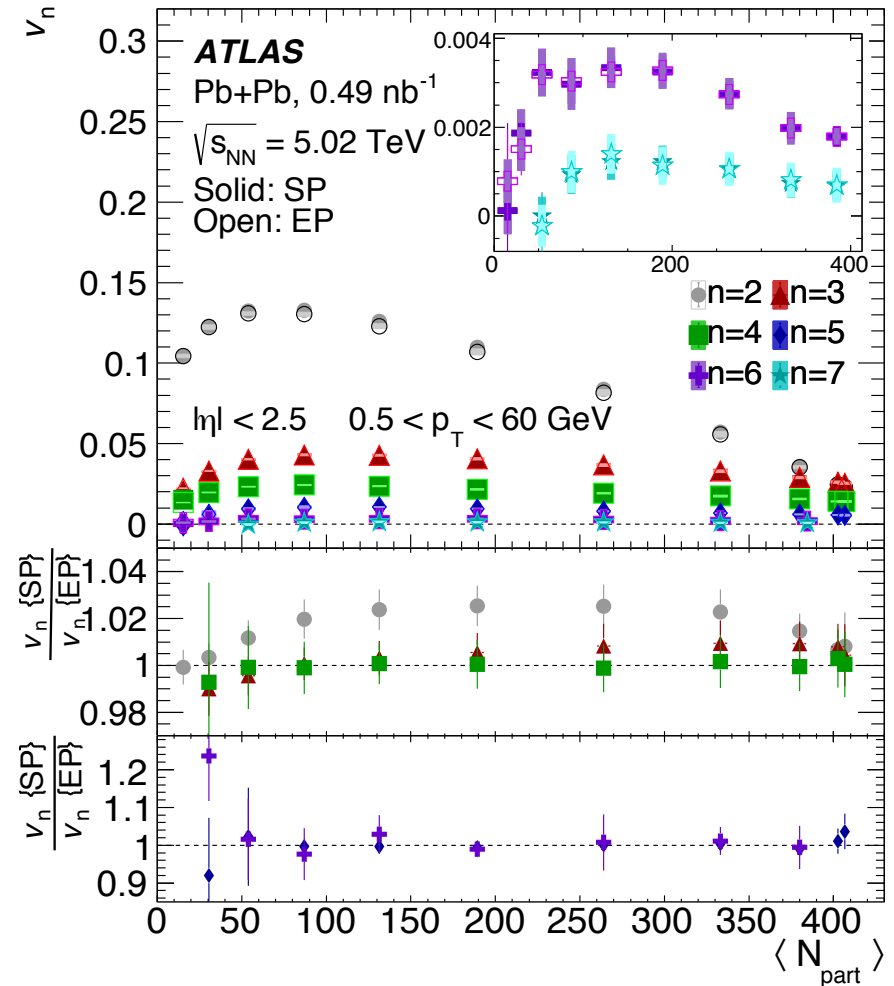 v_n
0.3
0.25
0.2
0.15
0.1
0.05
0
ATLAS
Pb+Pb, 0.49 nb⁻¹
√s_NN = 5.02 TeV
Solid: SP
Open: EP
0.004
0.002
0
0 200 400
n=2 n=3
n=4 n=5
n=6 n=7
|η| < 2.5 0.5 < p_T < 60 GeV
v_n {SP}
v_n {EP}
1.04
1.02
1
0.98
v_n {SP}
v_n {EP}
1.2
1.1
1
0.9
0 50 100 150 200 250 300 350 400
⟨ N_part ⟩